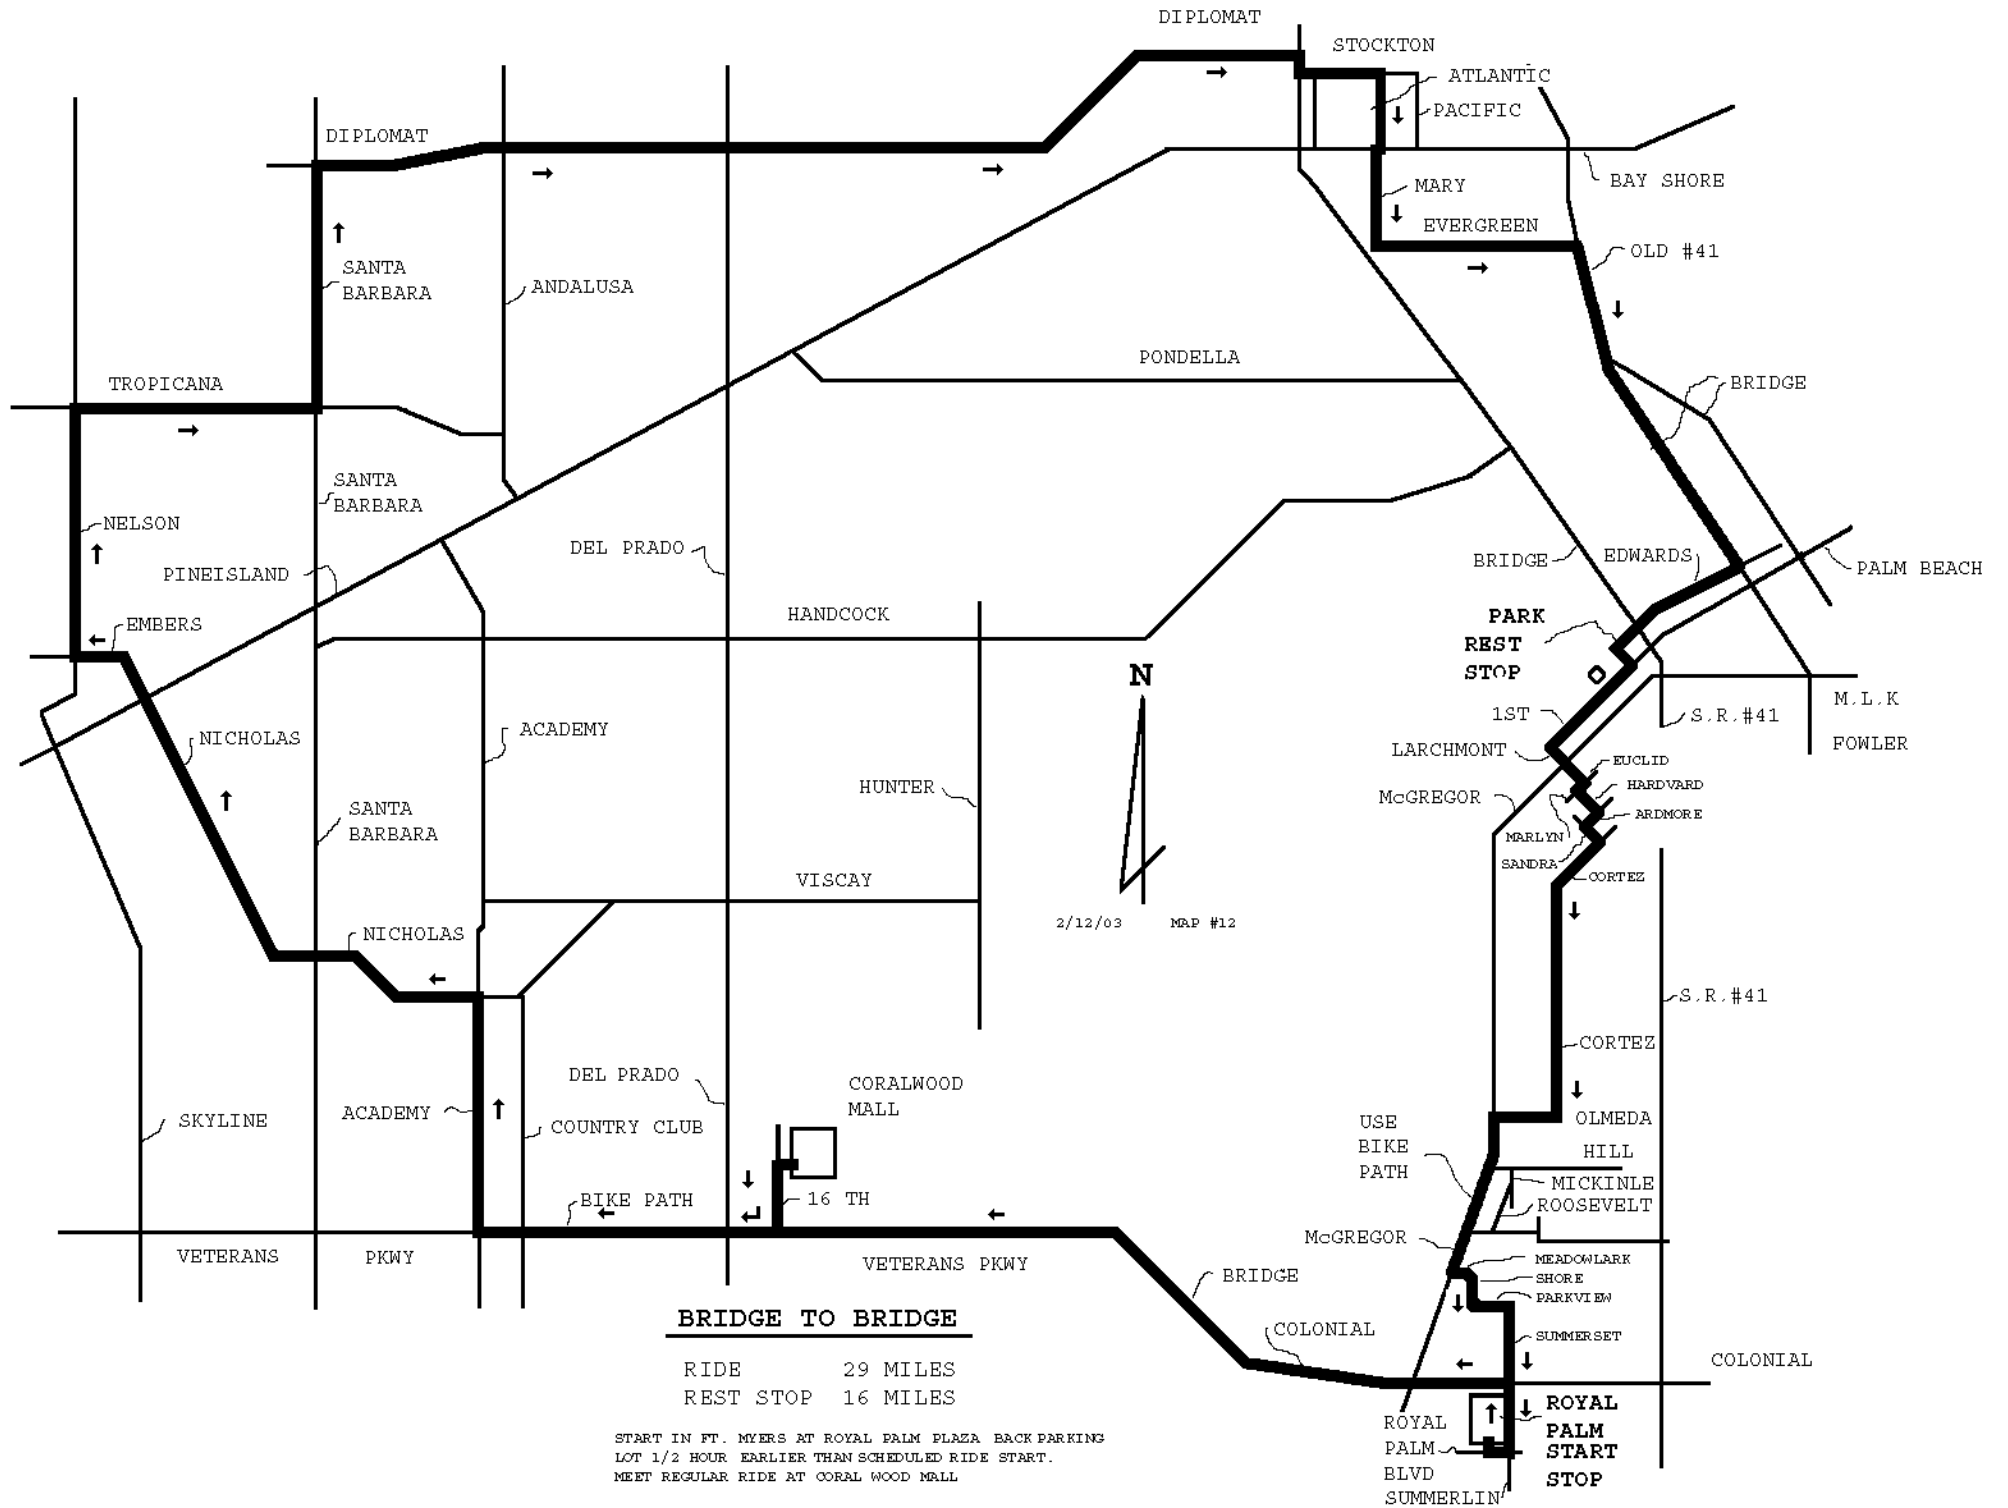 DIPLOMAT
STOCKTON
ATLANTIC
PACIFIC
DIPLOMAT
BAY SHORE
MARY
EVERGREEN
OLD #41
SANTA
BARBARA
ANDALUSA
PONDELLA
TROPICANA
BRIDGE
SANTA
BARBARA
NELSON
DEL PRADO
PINEISLAND
BRIDGE
EDWARDS
PALM BEACH
HANDCOCK
EMBERS
PARK
REST
STOP
N
M.L.K
S.R.#41
1ST
NICHOLAS
ACADEMY
FOWLER
LARCHMONT
EUCLID
HARDVARD
HUNTER
McGREGOR
SANTA
BARBARA
ARDMORE
MARLYN
SANDRA
CORTEZ
VISCAY
2/12/03 MAP #12
NICHOLAS
S.R.#41
CORTEZ
DEL PRADO
CORALWOOD
MALL
ACADEMY
SKYLINE
COUNTRY CLUB
USE
BIKE
PATH
OLMEDA
HILL
MICKINLE
ROOSEVELT
BIKE PATH
16 TH
McGREGOR
VETERANS PKWY
VETERANS PKWY
MEADOWLARK
SHORE
PARKVIEW
BRIDGE
BRIDGE TO BRIDGE
COLONIAL
SUMMERSET
COLONIAL
RIDE 29 MILES
REST STOP 16 MILES
ROYAL
PALM
BLVD
SUMMERLIN
ROYAL
PALM
START
STOP
START IN FT. MYERS AT ROYAL PALM PLAZA BACK PARKING
LOT 1/2 HOUR EARLIER THAN SCHEDULED RIDE START.
MEET REGULAR RIDE AT CORAL WOOD MALL